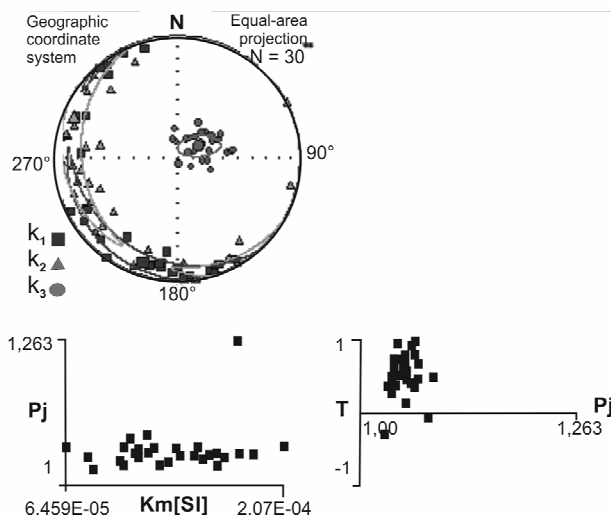 Geographic
coordinate
system
N
Equal-area
projection
N = 30
270°
90°
k1
k2
k3
180°
1,263
Pj
1
6.459E-05
Km[SI]
2.07E-04
1
T
-1
1,00
Pj
1,263